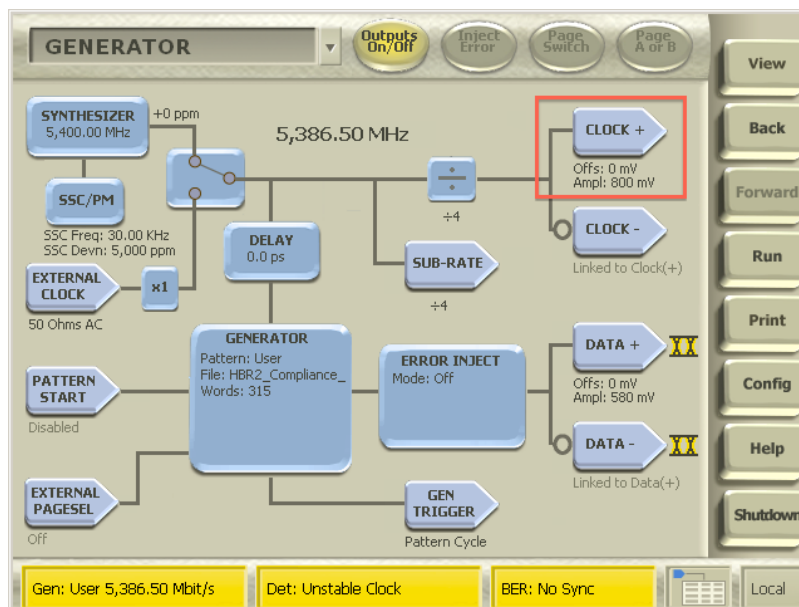 GENERATOR
Outputs
On/Off
Inject
Error
Page
Switch
Page
A or B
View
SYNTHESIZER
5,400.00 MHz
+0 ppm
5,386.50 MHz
CLOCK +
Offs: 0 mV
Ampl: 800 mV
Back
÷
÷4
SSC/PM
SSC Freq: 30.00 KHz
SSC Devn: 5,000 ppm
Forward
DELAY
0.0 ps
CLOCK -
Linked to Clock(+)
SUB-RATE
÷4
Run
EXTERNAL
CLOCK
x1
50 Ohms AC
GENERATOR
Pattern: User
File: HBR2_Compliance_
Words: 315
ERROR INJECT
Mode: Off
DATA +
Offs: 0 mV
Ampl: 580 mV
Print
PATTERN
START
Disabled
Config
DATA -
Linked to Data(+)
Help
EXTERNAL
PAGESEL
Off
GEN
TRIGGER
Pattern Cycle
Shutdown
Gen: User 5,386.50 Mbit/s
Det: Unstable Clock
BER: No Sync
Local